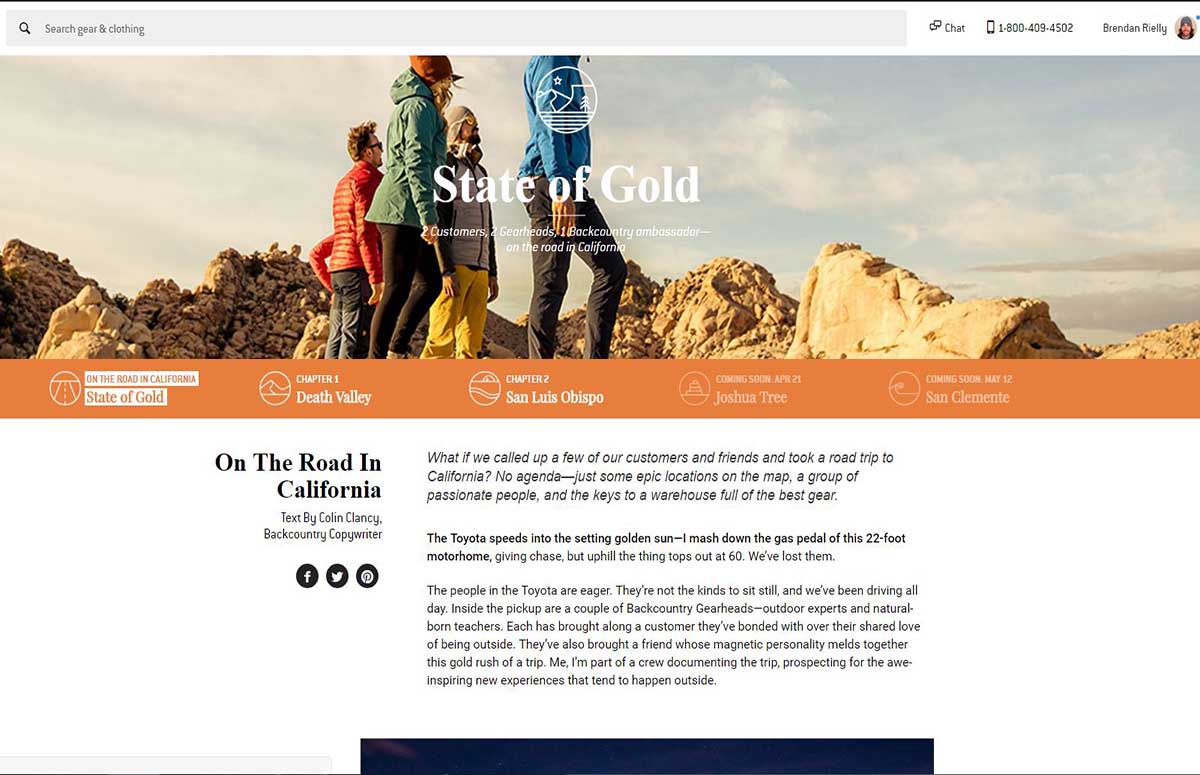 Search gear & clothing
Chat
1-800-409-4502
Brendan Rielly
State of Gold
2 Customers, 2 Gearheads, 1 Backcountry ambassador—
on the road in California
ON THE ROAD IN CALIFORNIA
State of Gold
CHAPTER 1
Death Valley
CHAPTER 2
San Luis Obispo
COMING SOON: APR 21
Joshua Tree
COMING SOON: MAY 12
San Clemente
On The Road In
California
Text By Colin Clancy,
Backcountry Copywriter
What if we called up a few of our customers and friends and took a road trip to
California? No agenda—just some epic locations on the map, a group of
passionate people, and the keys to a warehouse full of the best gear.
The Toyota speeds into the setting golden sun—I mash down the gas pedal of this 22-foot
motorhome, giving chase, but uphill the thing tops out at 60. We've lost them.
The people in the Toyota are eager. They're not the kinds to sit still, and we've been driving all
day. Inside the pickup are a couple of Backcountry Gearheads—outdoor experts and natural-
born teachers. Each has brought along a customer they've bonded with over their shared love
of being outside. They've also brought a friend whose magnetic personality melds together
this gold rush of a trip. Me, I'm part of a crew documenting the trip, prospecting for the awe-
inspiring new experiences that tend to happen outside.